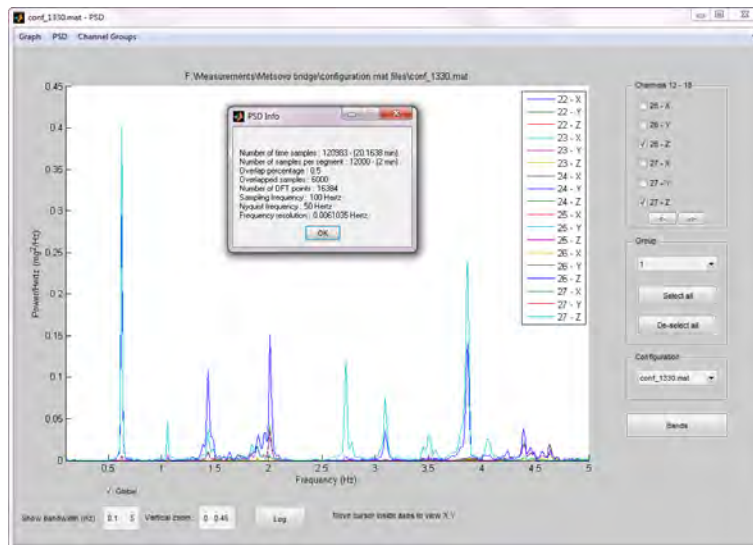 conf_1330.mat - PSD
Graph PSD Channel Groups
F:\Measurements\Metsovo bridge\configuration mat files\conf_1330.mat
PSD Info
Number of time samples : 120983 - (20.1638 min)
Number of samples per segment : 12000 - (2 min)
Overlap percentage : 0.5
Overlapped samples : 6000
Number of DFT points : 16384
Sampling frequency : 100 Hertz
Nyquist frequency : 50 Hertz
Frequency resolution : 0.0061035 Hertz
OK
22 - X
22 - Y
22 - Z
23 - X
23 - Y
23 - Z
24 - X
24 - Y
24 - Z
25 - X
25 - Y
25 - Z
26 - X
26 - Y
26 - Z
27 - X
27 - Y
27 - Z
Power/Hertz (mg²/Hz)
0.45
0.4
0.35
0.3
0.25
0.2
0.15
0.1
0.05
0
0.5 1 1.5 2 2.5 3 3.5 4 4.5 5
Frequency (Hz)
Channels 13 - 18
26 - X
26 - Y
26 - Z
27 - X
27 - Y
27 - Z
Group
1
Select all
De-select all
Configuration
conf_1330.mat
Bands
Global
Show bandwidth (Hz) 0.1 5 Vertical zoom : 0 0.45 Log Move cursor inside axes to view X,Y